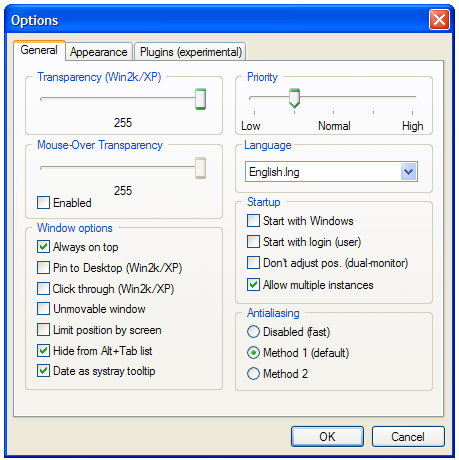 Options
General
Appearance
Plugins (experimental)
Transparency (Win2k/XP)
255
Mouse-Over Transparency
255
Enabled
Window options
Always on top
Pin to Desktop (Win2k/XP)
Click through (Win2k/XP)
Unmovable window
Limit position by screen
Hide from Alt+Tab list
Date as systray tooltip
Priority
Low Normal High
Language
English.lng
Startup
Start with Windows
Start with login (user)
Don't adjust pos. (dual-monitor)
Allow multiple instances
Antialiasing
Disabled (fast)
Method 1 (default)
Method 2
OK
Cancel